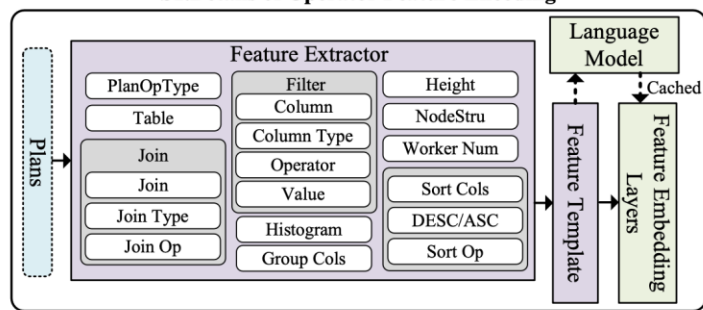 Plans
Feature Extractor
PlanOpType
Table
Join
Join
Join Type
Join Op
Filter
Column
Column Type
Operator
Value
Histogram
Group Cols
Height
NodeStru
Worker Num
Sort Cols
DESC/ASC
Sort Op
Feature Template
Language
Model
Cached
Feature Embedding
Layers